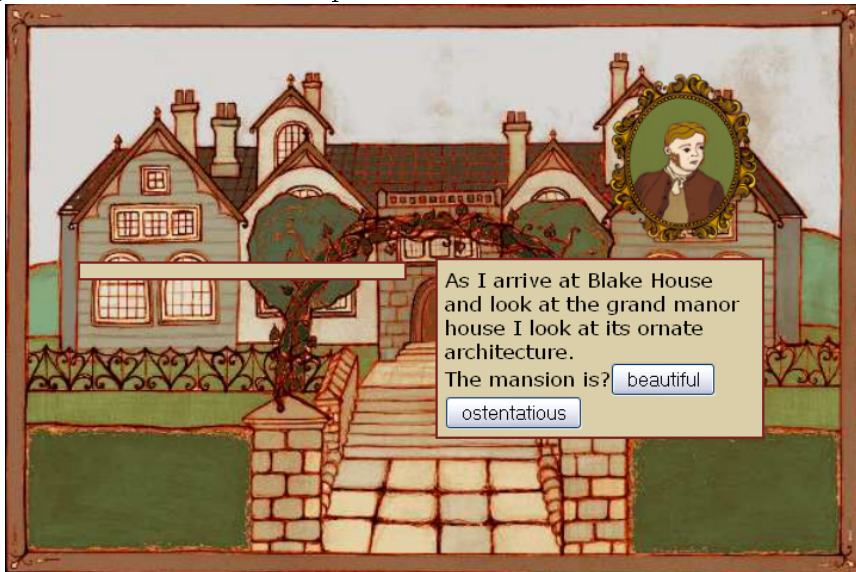 As I arrive at Blake House
and look at the grand manor
house I look at its ornate
architecture.
The mansion is? beautiful
ostentatious